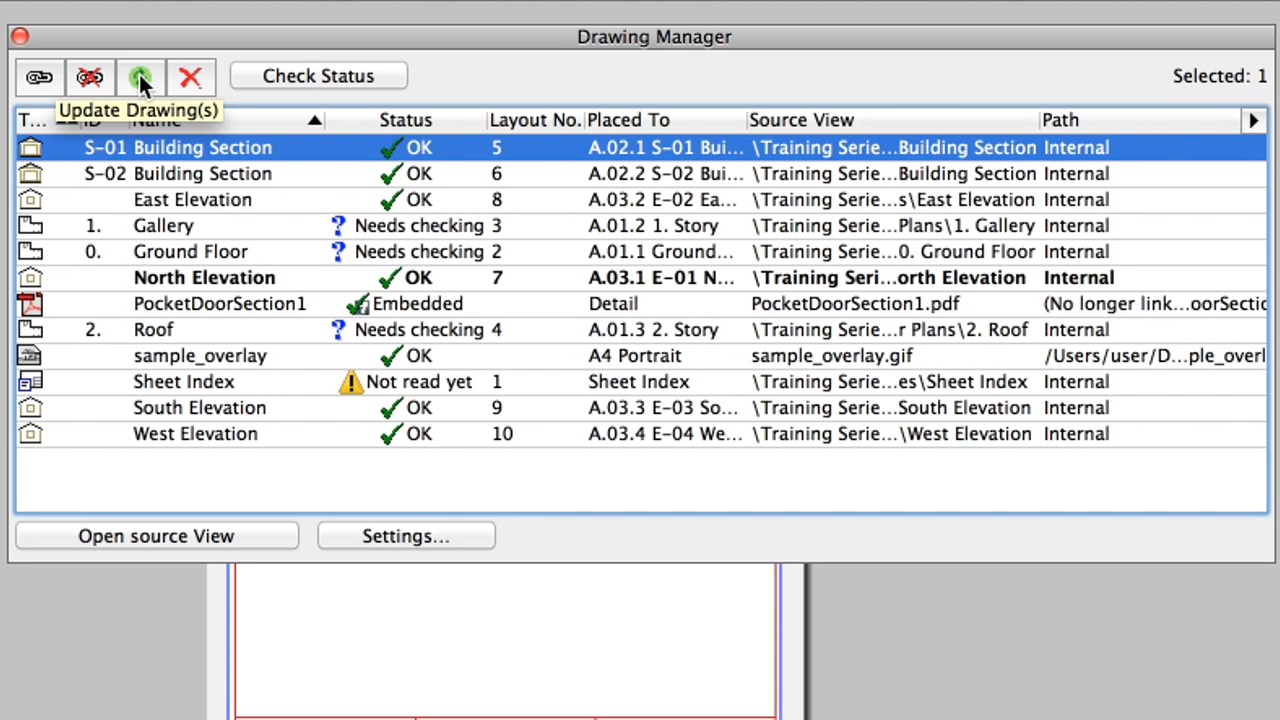 Drawing Manager
Check Status
Selected: 1
Update Drawing(s)
T... ID Name Status Layout No. Placed To Source View Path
S-01 Building Section OK 5 A.02.1 S-01 Bui... \Training Serie...Building Section Internal
S-02 Building Section OK 6 A.02.2 S-02 Bui... \Training Serie...Building Section Internal
East Elevation OK 8 A.03.2 E-02 Ea... \Training Serie...s\East Elevation Internal
1. Gallery ? Needs checking 3 A.01.2 1. Story \Training Serie...Plans\1. Gallery Internal
0. Ground Floor ? Needs checking 2 A.01.1 Ground... \Training Serie...0. Ground Floor Internal
North Elevation OK 7 A.03.1 E-01 N... \Training Seri...orth Elevation Internal
PocketDoorSection1 Embedded Detail PocketDoorSection1.pdf (No longer link...oorSectic
2. Roof ? Needs checking 4 A.01.3 2. Story \Training Serie...r Plans\2. Roof Internal
sample_overlay OK A4 Portrait sample_overlay.gif /Users/user/D...ple_overl
Sheet Index Not read yet 1 Sheet Index \Training Serie...es\Sheet Index Internal
South Elevation OK 9 A.03.3 E-03 So... \Training Serie...South Elevation Internal
West Elevation OK 10 A.03.4 E-04 We... \Training Serie...\West Elevation Internal
Open source View
Settings...